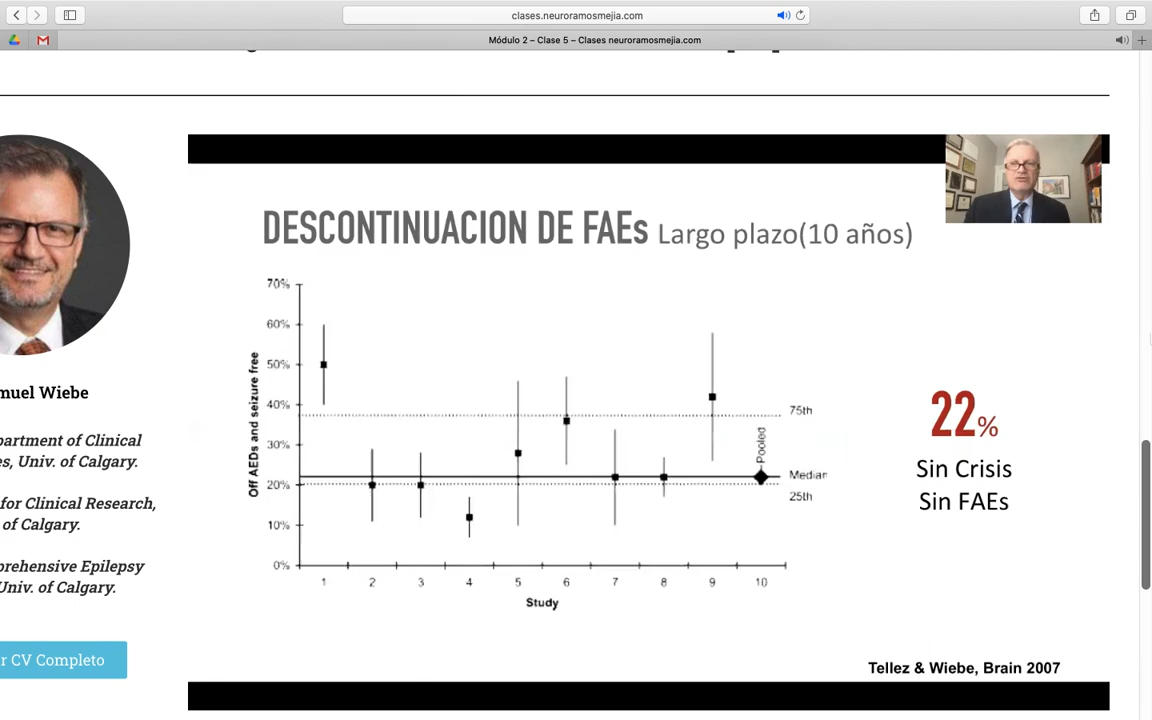 clases.neuroramosmejia.com
Módulo 2 – Clase 5 – Clases neuroramosmejia.com
DESCONTINUACION DE FAEs Largo plazo(10 años)
70%
60%
50%
40%
30%
20%
10%
0%
Off AEDs and seizure free
75th
Pooled
Median
25th
1 2 3 4 5 6 7 8 9 10
Study
22%
Sin Crisis
Sin FAEs
Tellez & Wiebe, Brain 2007
muel Wiebe
partment of Clinical
es, Univ. of Calgary.
for Clinical Research,
of Calgary.
prehensive Epilepsy
Univ. of Calgary.
r CV Completo